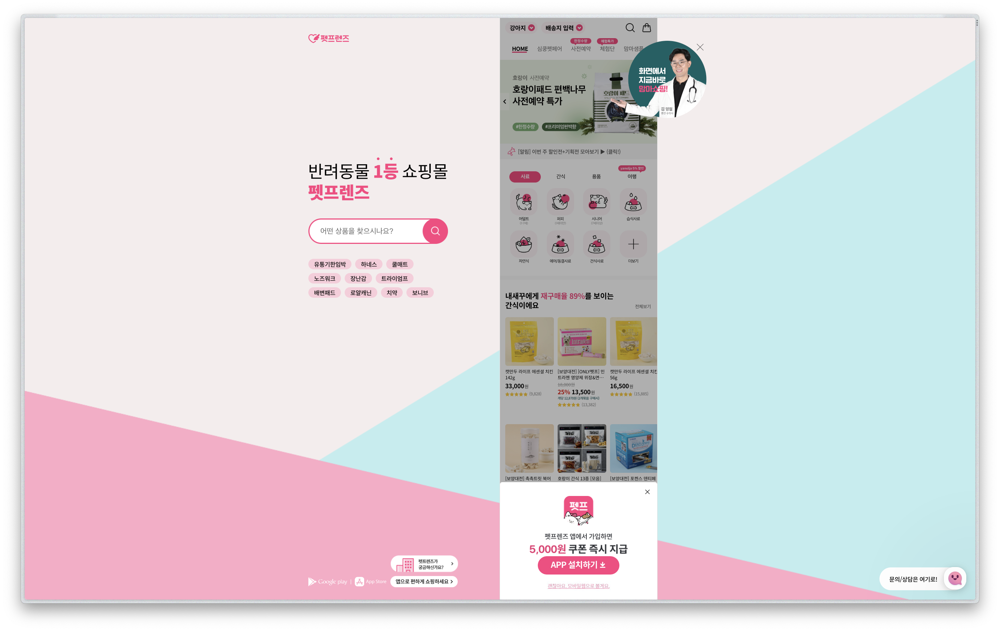 펫프렌즈
반려동물 1등 쇼핑몰
펫프렌즈
어떤 상품을 찾으시나요?
유통기한임박 하네스 쿨매트
노즈워크 장난감 트라이엄프
배변패드 로얄캐닌 치약 보니브
펫프렌즈가
궁금하신가요?
Google play | App Store 앱으로 편하게 쇼핑하세요
강아지 배송지 입력
한정수량 체험특가
HOME 심쿵펫페어 사전예약 체험단 맘마샘플
호랑이 사전예약
호랑이패드 편백나무
사전예약 특가
#한정수량 #프리미엄편백향
호랑이 패드
화면에서
지금바로
맘마쇼핑!
김명철
펫션 수의사
[알림] 이번 주 할인전+기획전 모아보기 ▶ (클릭!)
yanolja 5% 할인
사료 간식 용품 여행
어덜트 퍼피 시니어 습식사료
(1-7세) (1세미만) (7세이상)
자연식 에어/동결사료 건식사료 더보기
내새꾸에게 재구매율 89%를 보이는
간식이에요
전체보기
Intragen
캣만두 라이프 에센셜 치킨
142g
33,000원
(9,828)
[보양대전] [ONLY펫프] 인
트라젠 영양제 위장&면…
18,000원
25% 13,500원
개당 12,870원 (2개묶음 구매시)
(13,382)
캣만두 라이프 에센셜 치킨
56g
16,500원
(15,885)
[보양대전] 촉촉트릿 북어
호랑이 간식 13종 [모음]
[보양대전] 포켄스 덴티페
펫프
펫프렌즈 앱에서 가입하면
5,000원 쿠폰 즉시 지급
APP 설치하기
괜찮아요. 모바일웹으로 볼게요.
문의/상담은 여기로!